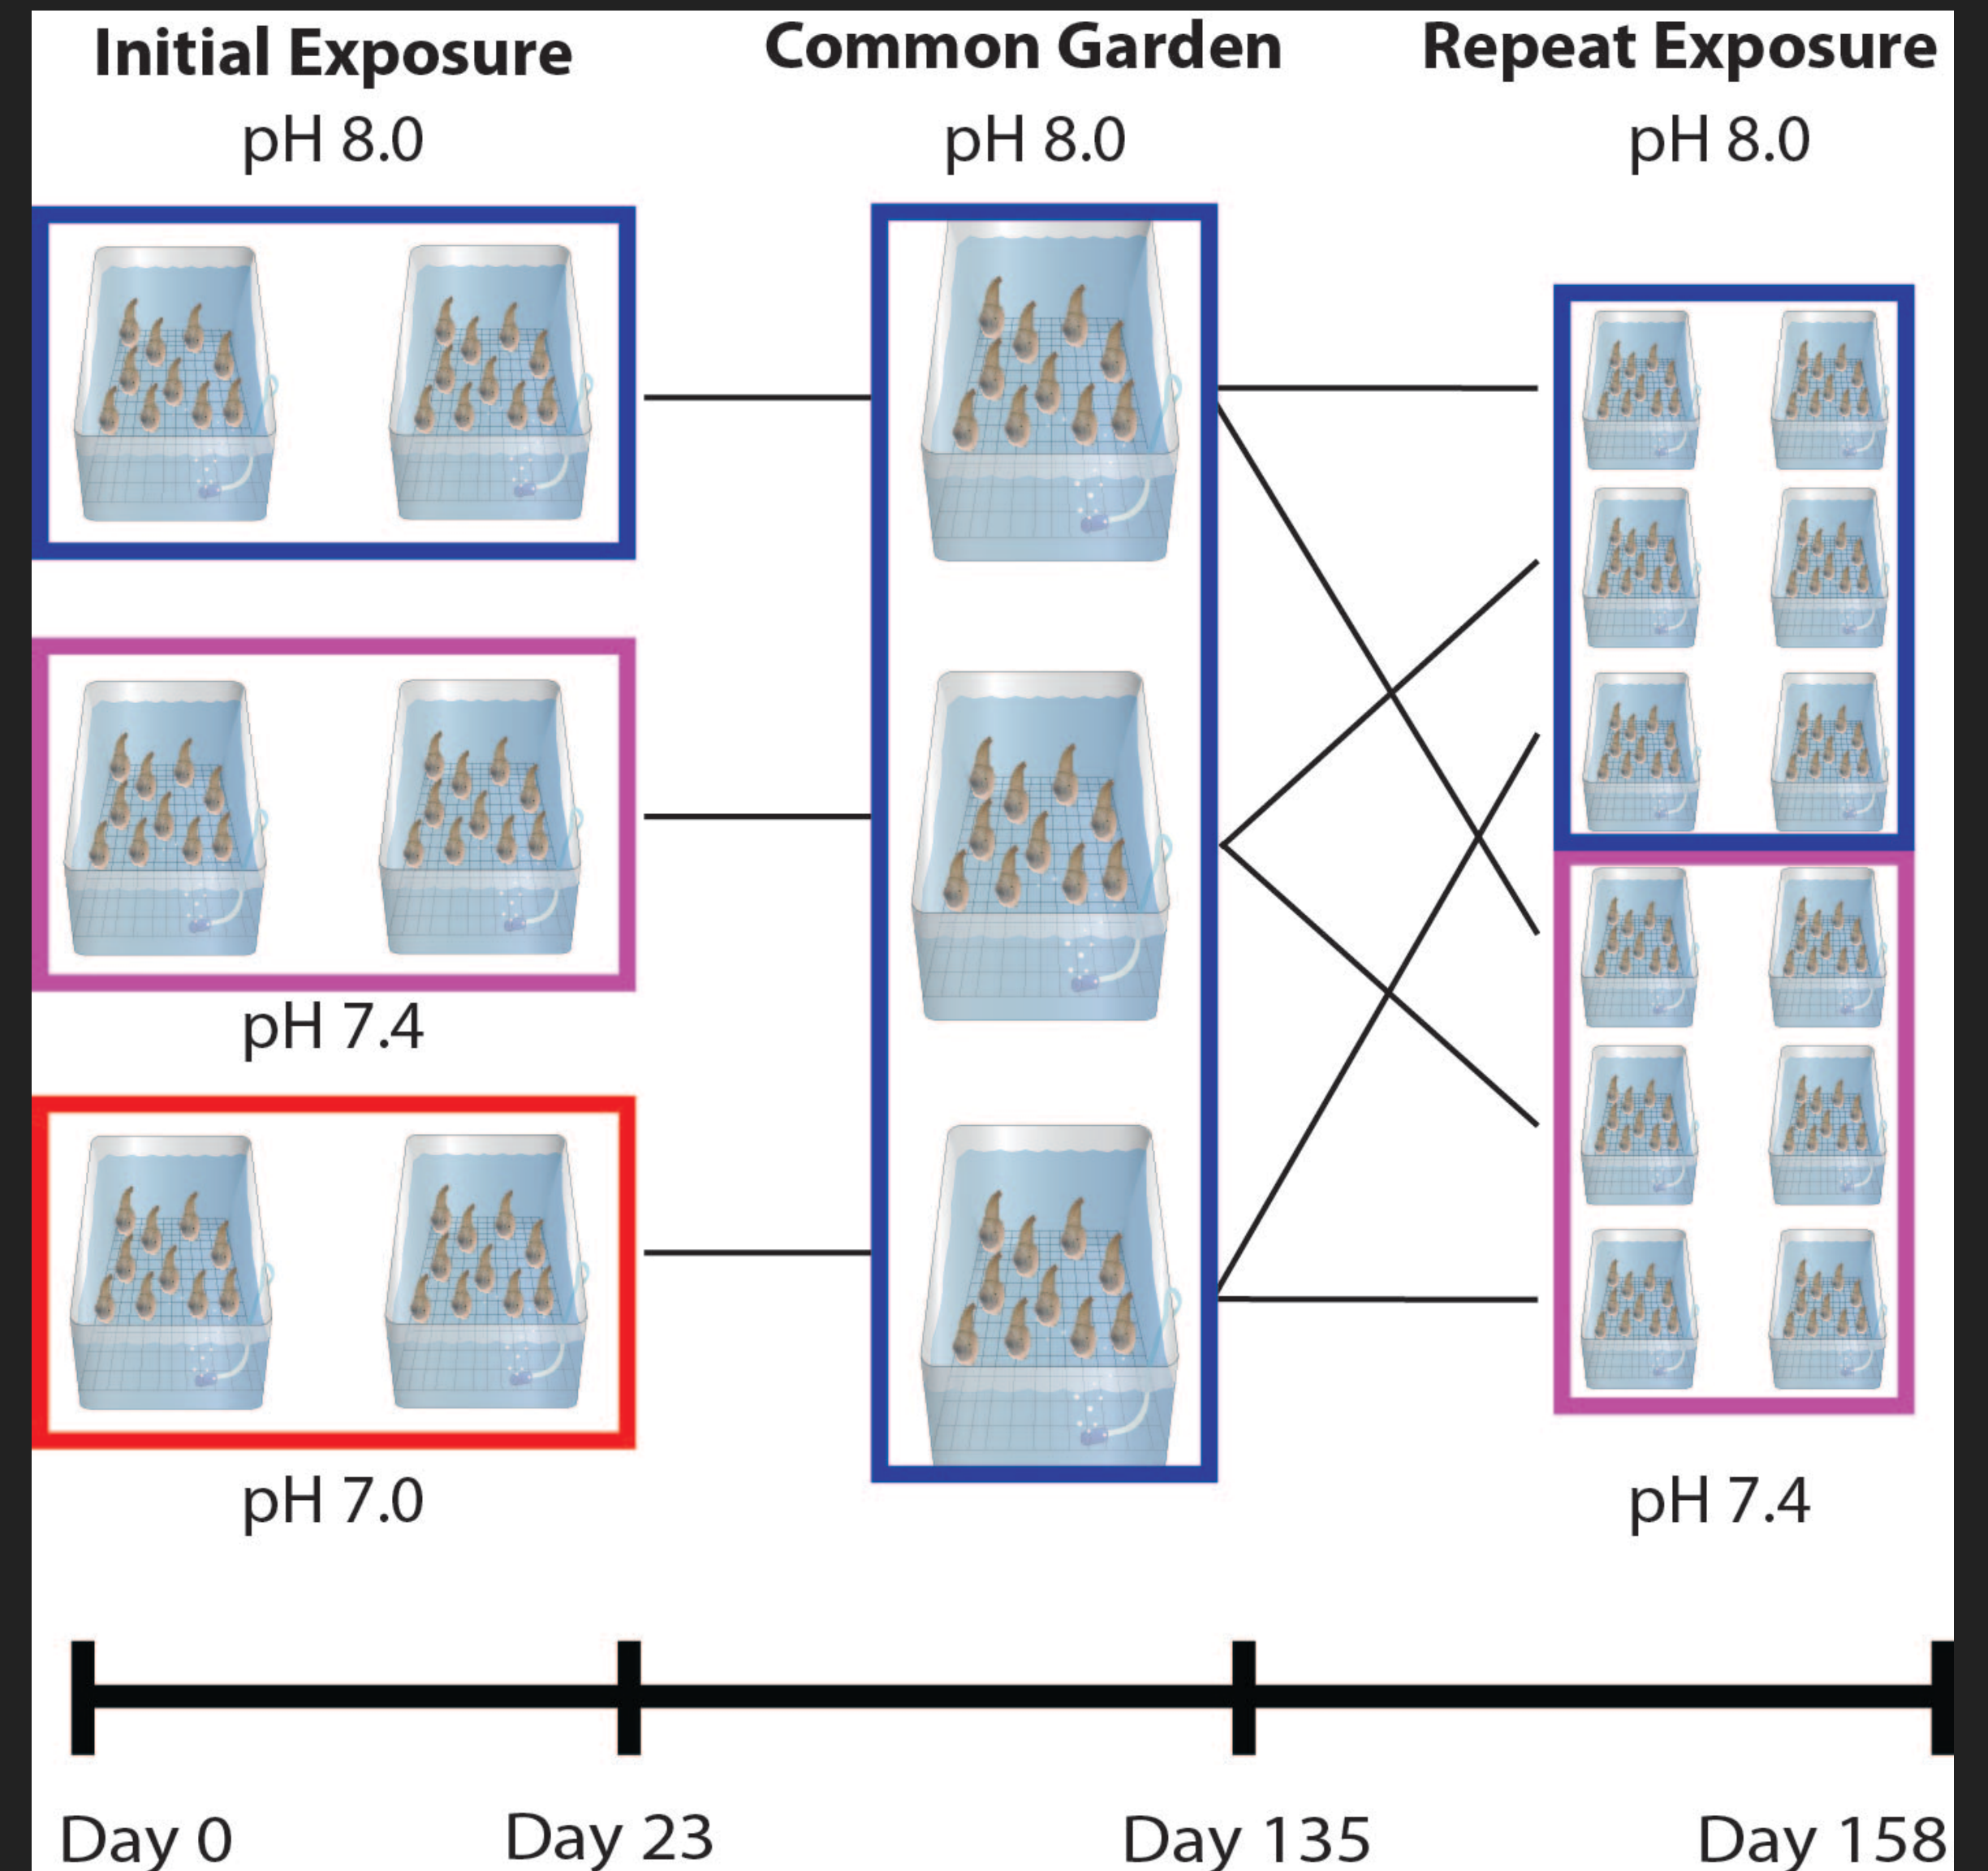 Initial Exposure
Common Garden
Repeat Exposure
pH 8.0
pH 8.0
pH 8.0
pH 7.4
pH 7.0
pH 7.4
Day 0
Day 23
Day 135
Day 158